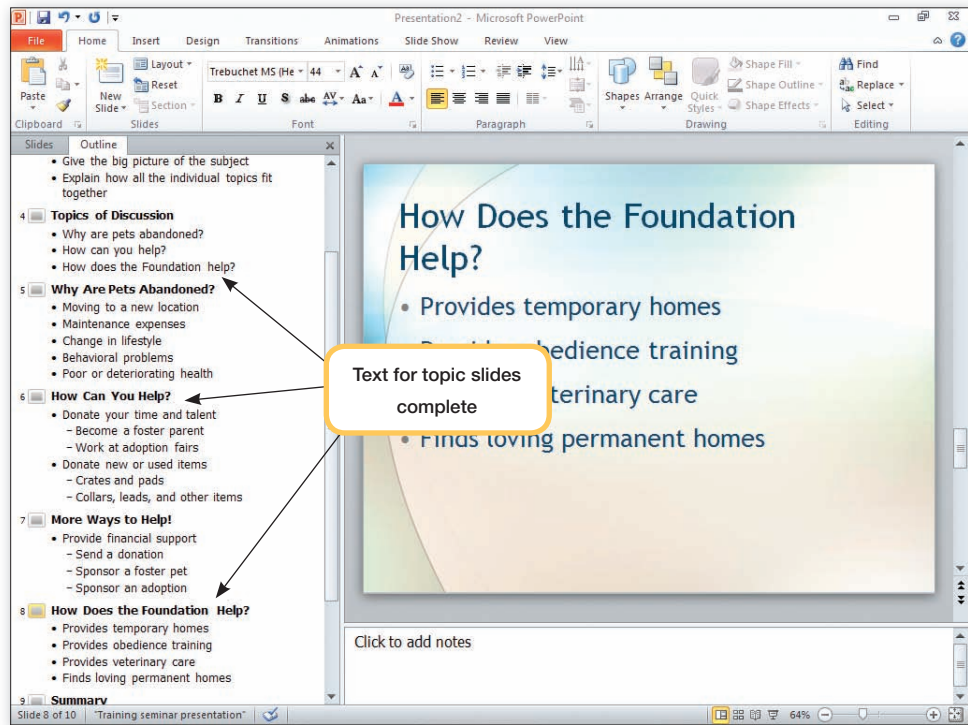 Presentation2 - Microsoft PowerPoint
File Home Insert Design Transitions Animations Slide Show Review View
Paste
New Slide
Layout
Reset
Section
Trebuchet MS (He 44
B I U S abe AV Aa A
Shapes Arrange Quick Styles
Shape Fill
Shape Outline
Shape Effects
Find
Replace
Select
Clipboard Slides Font Paragraph Drawing Editing
Slides Outline
• Give the big picture of the subject
• Explain how all the individual topics fit
together
4 Topics of Discussion
• Why are pets abandoned?
• How can you help?
• How does the Foundation help?
5 Why Are Pets Abandoned?
• Moving to a new location
• Maintenance expenses
• Change in lifestyle
• Behavioral problems
• Poor or deteriorating health
6 How Can You Help?
• Donate your time and talent
– Become a foster parent
– Work at adoption fairs
• Donate new or used items
– Crates and pads
– Collars, leads, and other items
7 More Ways to Help!
• Provide financial support
– Send a donation
– Sponsor a foster pet
– Sponsor an adoption
8 How Does the Foundation Help?
• Provides temporary homes
• Provides obedience training
• Provides veterinary care
• Finds loving permanent homes
9 Summary
How Does the Foundation
Help?
• Provides temporary homes
bedience training
terinary care
• Finds loving permanent homes
Text for topic slides
complete
Click to add notes
Slide 8 of 10 "Training seminar presentation" 64%